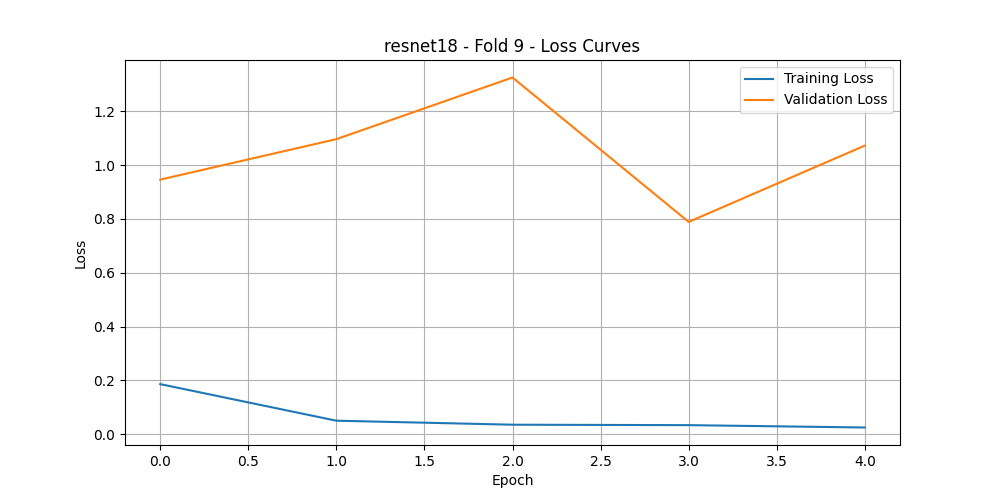 resnet18 - Fold 9 - Loss Curves
Training Loss
Validation Loss
Loss
1.2
1.0
0.8
0.6
0.4
0.2
0.0
0.0 0.5 1.0 1.5 2.0 2.5 3.0 3.5 4.0
Epoch